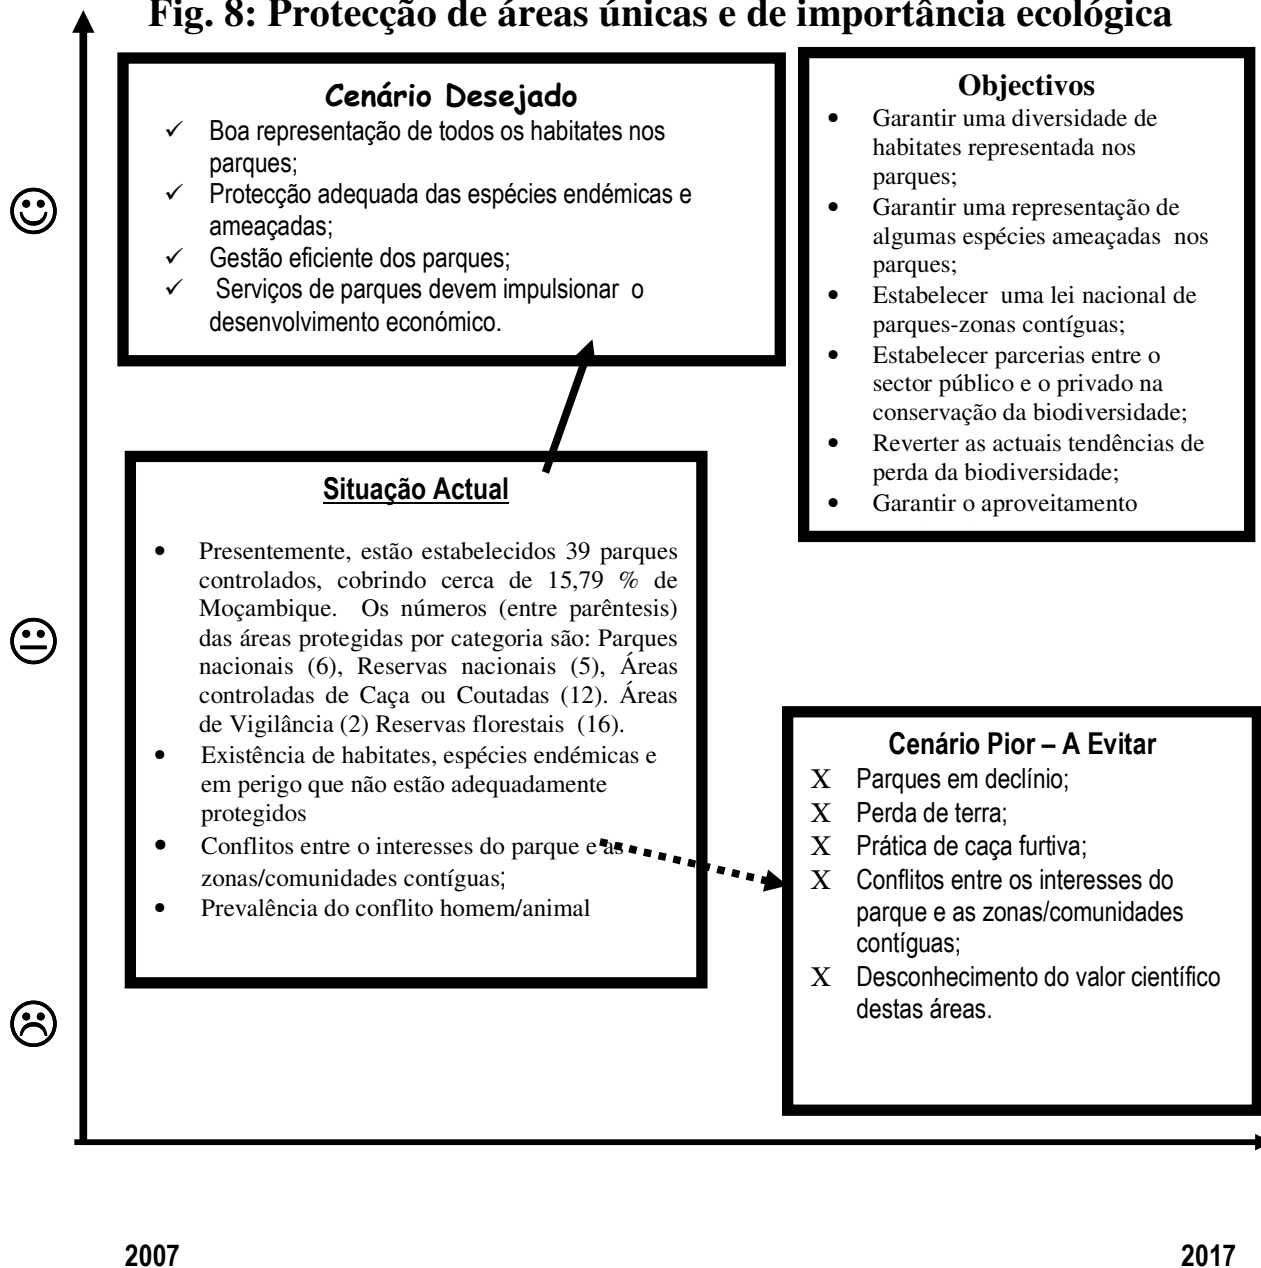 Fig. 8: Protecção de áreas únicas e de importância ecológica
Cenário Desejado
✓ Boa representação de todos os habitates nos
parques;
✓ Protecção adequada das espécies endémicas e
ameaçadas;
✓ Gestão eficiente dos parques;
✓ Serviços de parques devem impulsionar o
desenvolvimento económico.
Objectivos
• Garantir uma diversidade de
habitates representada nos
parques;
• Garantir uma representação de
algumas espécies ameaçadas nos
parques;
• Estabelecer uma lei nacional de
parques-zonas contíguas;
• Estabelecer parcerias entre o
sector público e o privado na
conservação da biodiversidade;
• Reverter as actuais tendências de
perda da biodiversidade;
• Garantir o aproveitamento
Situação Actual
• Presentemente, estão estabelecidos 39 parques
controlados, cobrindo cerca de 15,79 % de
Moçambique. Os números (entre parêntesis)
das áreas protegidas por categoria são: Parques
nacionais (6), Reservas nacionais (5), Áreas
controladas de Caça ou Coutadas (12). Áreas
de Vigilância (2) Reservas florestais (16).
• Existência de habitates, espécies endémicas e
em perigo que não estão adequadamente
protegidos
• Conflitos entre o interesses do parque e as
zonas/comunidades contíguas;
• Prevalência do conflito homem/animal
Cenário Pior – A Evitar
X Parques em declínio;
X Perda de terra;
X Prática de caça furtiva;
X Conflitos entre os interesses do
parque e as zonas/comunidades
contíguas;
X Desconhecimento do valor científico
destas áreas.
2007
2017